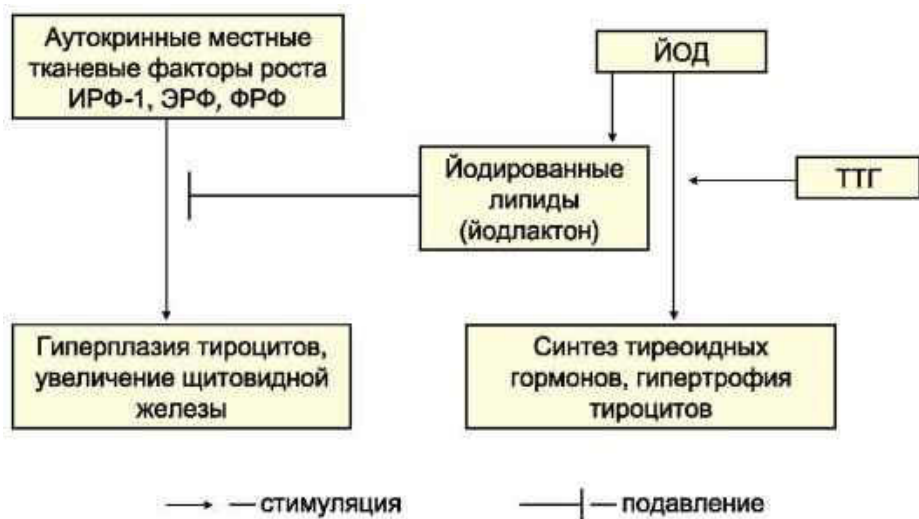 Аутокринные местные
тканевые факторы роста
ИРФ-1, ЭРФ, ФРФ
ЙОД
Йодированные
липиды
(йодлактон)
ТТГ
Гиперплазия тироцитов,
увеличение щитовидной
железы
Синтез тиреоидных
гормонов, гипертрофия
тироцитов
— стимуляция
— подавление